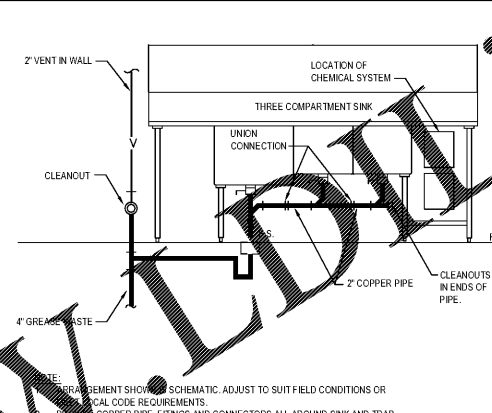 2" VENT IN WALL
LOCATION OF
CHEMICAL SYSTEM
THREE COMPARTMENT SINK
UNION
CONNECTION
V
CLEANOUT
F.S.
2" COPPER PIPE
CLEANOUTS
IN ENDS OF
PIPE.
4" GREASE WASTE
NOTE:
ARRANGEMENT SHOWN IS SCHEMATIC. ADJUST TO SUIT FIELD CONDITIONS OR
LOCAL CODE REQUIREMENTS.
COPPER PIPE, FITINGS AND CONNECTORS ALL AROUND SINK AND TRAP